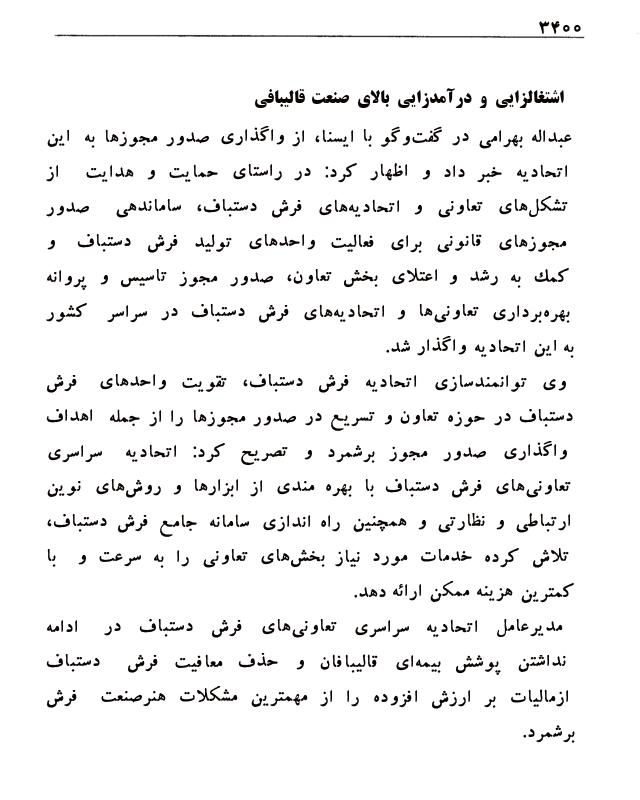 ۳۴۰۰
اشتغالزایی و درآمدزایی بالای صنعت قالیبافی
عبداله بهرامی در گفت‌وگو با ایسنا، از واگذاری صدور مجوزها به این
اتحادیه خبر داد و اظهار کرد: در راستای حمایت و هدایت از
تشکل‌های تعاونی و اتحادیه‌های فرش دستباف، ساماندهی صدور
مجوزهای قانونی برای فعالیت واحدهای تولید فرش دستباف و
کمك به رشد و اعتلای بخش تعاون، صدور مجوز تاسیس و پروانه
بهره‌برداری تعاونی‌ها و اتحادیه‌های فرش دستباف در سراسر کشور
به این اتحادیه واگذار شد.
وی توانمندسازی اتحادیه فرش دستباف، تقویت واحدهای فرش
دستباف در حوزه تعاون و تسریع در صدور مجوزها را از جمله اهداف
واگذاری صدور مجوز برشمرد و تصریح کرد: اتحادیه سراسری
تعاونی‌های فرش دستباف با بهره مندی از ابزارها و روش‌های نوین
ارتباطی و نظارتی و همچنین راه اندازی سامانه جامع فرش دستباف،
تلاش کرده خدمات مورد نیاز بخش‌های تعاونی را به سرعت و با
کمترین هزینه ممکن ارائه دهد.
مدیرعامل اتحادیه سراسری تعاونی‌های فرش دستباف در ادامه
نداشتن پوشش بیمه‌ای قالیبافان و حذف معافیت فرش دستباف
ازمالیات بر ارزش افزوده را از مهمترین مشکلات هنرصنعت فرش
برشمرد.